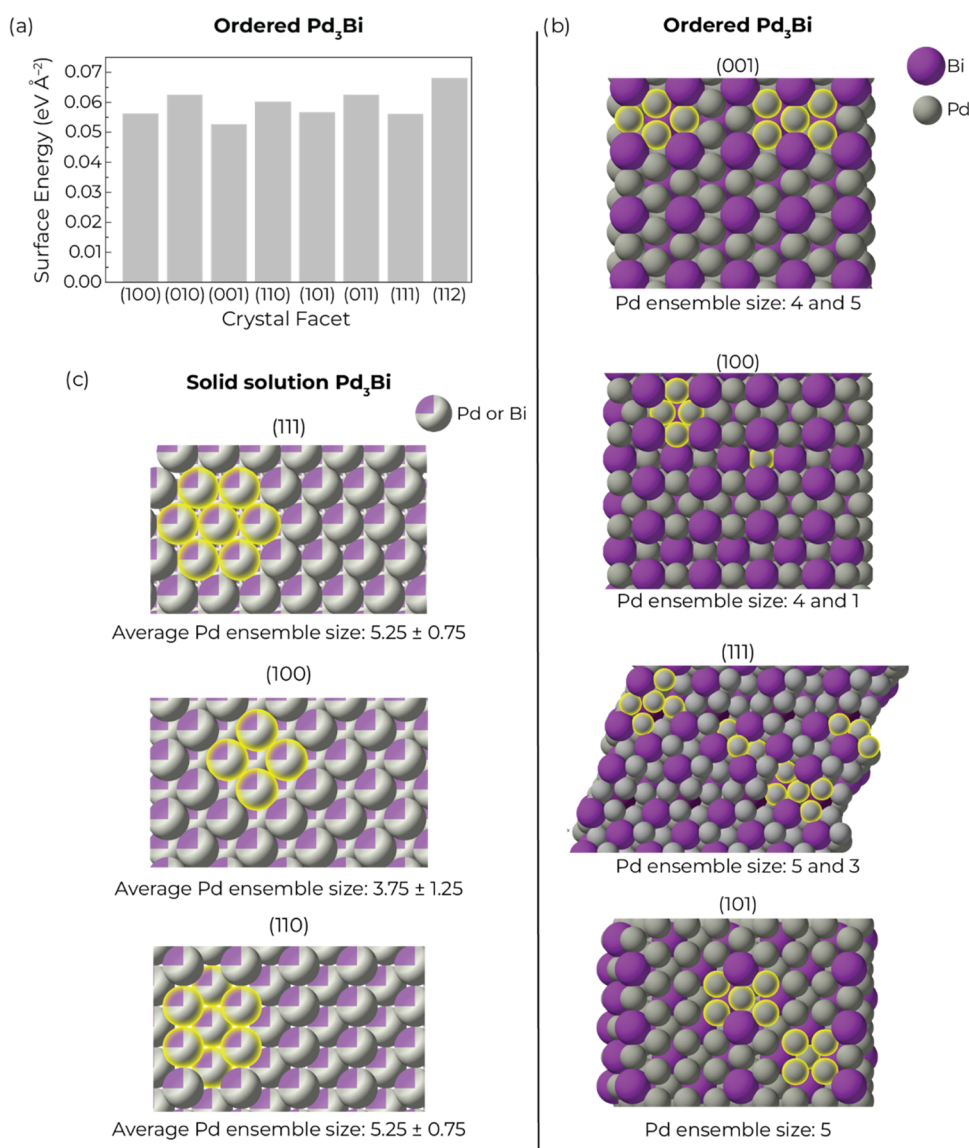 (a)
Ordered Pd₃Bi
Surface Energy (eV Å⁻²)
0.07
0.06
0.05
0.04
0.03
0.02
0.01
0.00
(100) (010) (001) (110) (101) (011) (111) (112)
Crystal Facet
(c)
Solid solution Pd₃Bi
Pd or Bi
(111)
Average Pd ensemble size: 5.25 ± 0.75
(100)
Average Pd ensemble size: 3.75 ± 1.25
(110)
Average Pd ensemble size: 5.25 ± 0.75
(b)
Ordered Pd₃Bi
Bi
Pd
(001)
Pd ensemble size: 4 and 5
(100)
Pd ensemble size: 4 and 1
(111)
Pd ensemble size: 5 and 3
(101)
Pd ensemble size: 5